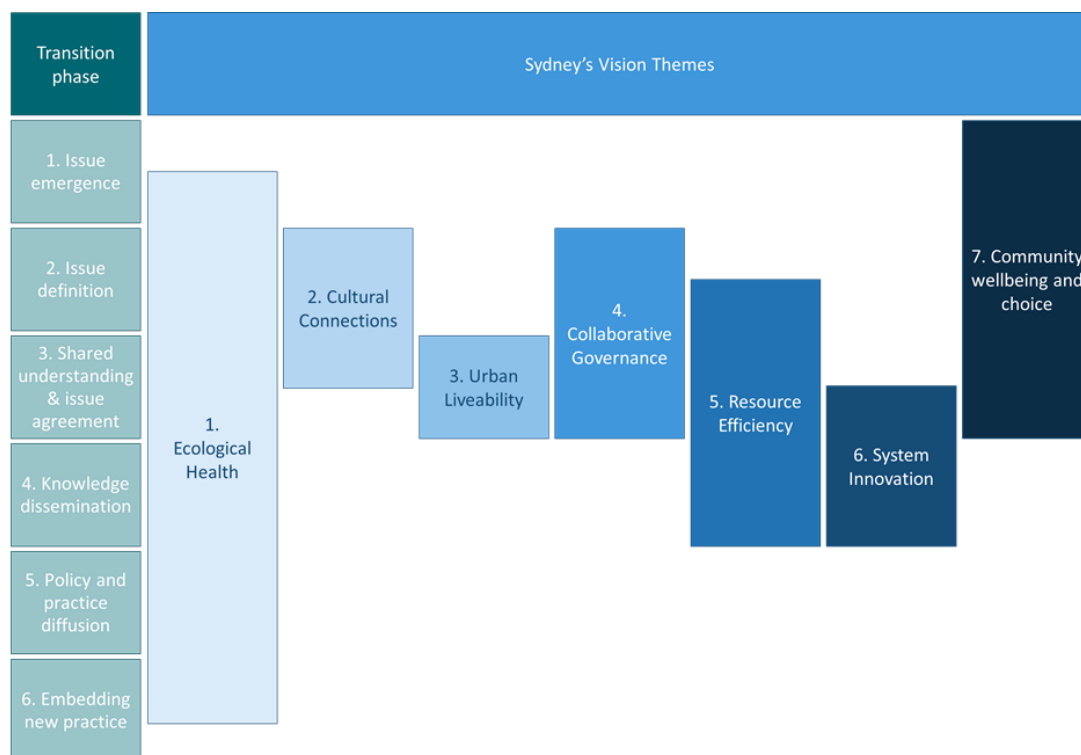 Transition
phase
Sydney’s Vision Themes
1. Issue
emergence
2. Issue
definition
3. Shared
understanding
& issue
agreement
4. Knowledge
dissemination
5. Policy and
practice
diffusion
6. Embedding
new practice
1.
Ecological
Health
2. Cultural
Connections
3. Urban
Liveability
4.
Collaborative
Governance
5. Resource
Efficiency
6. System
Innovation
7. Community
wellbeing and
choice